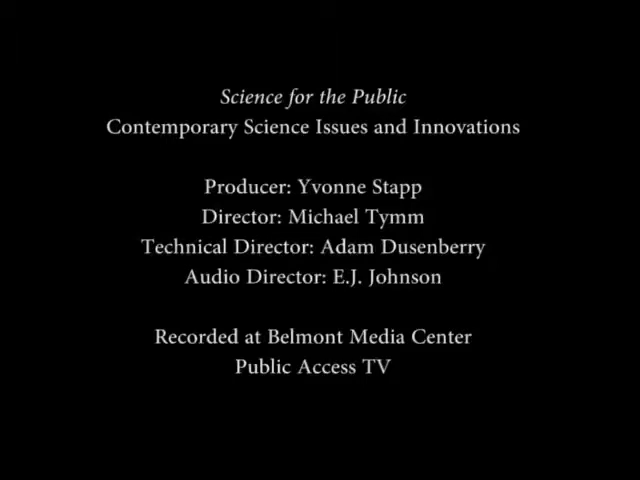 Science for the Public
Contemporary Science Issues and Innovations
Producer: Yvonne Stapp
Director: Michael Tymm
Technical Director: Adam Dusenberry
Audio Director: E.J. Johnson
Recorded at Belmont Media Center
Public Access TV